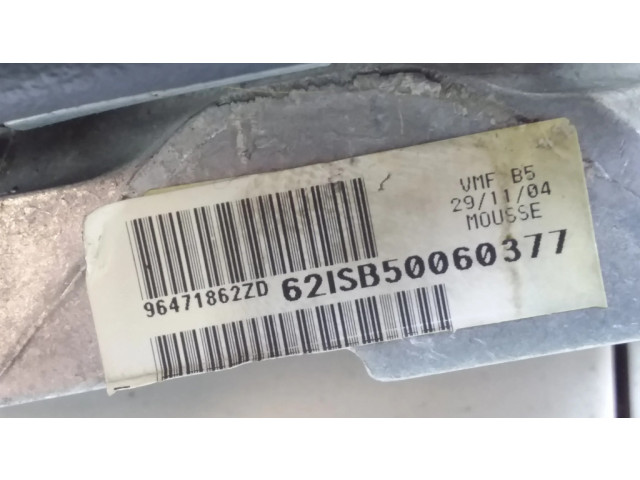 VMF B5
29/11/04
MOUSSE
96471862ZD
62ISB50060377